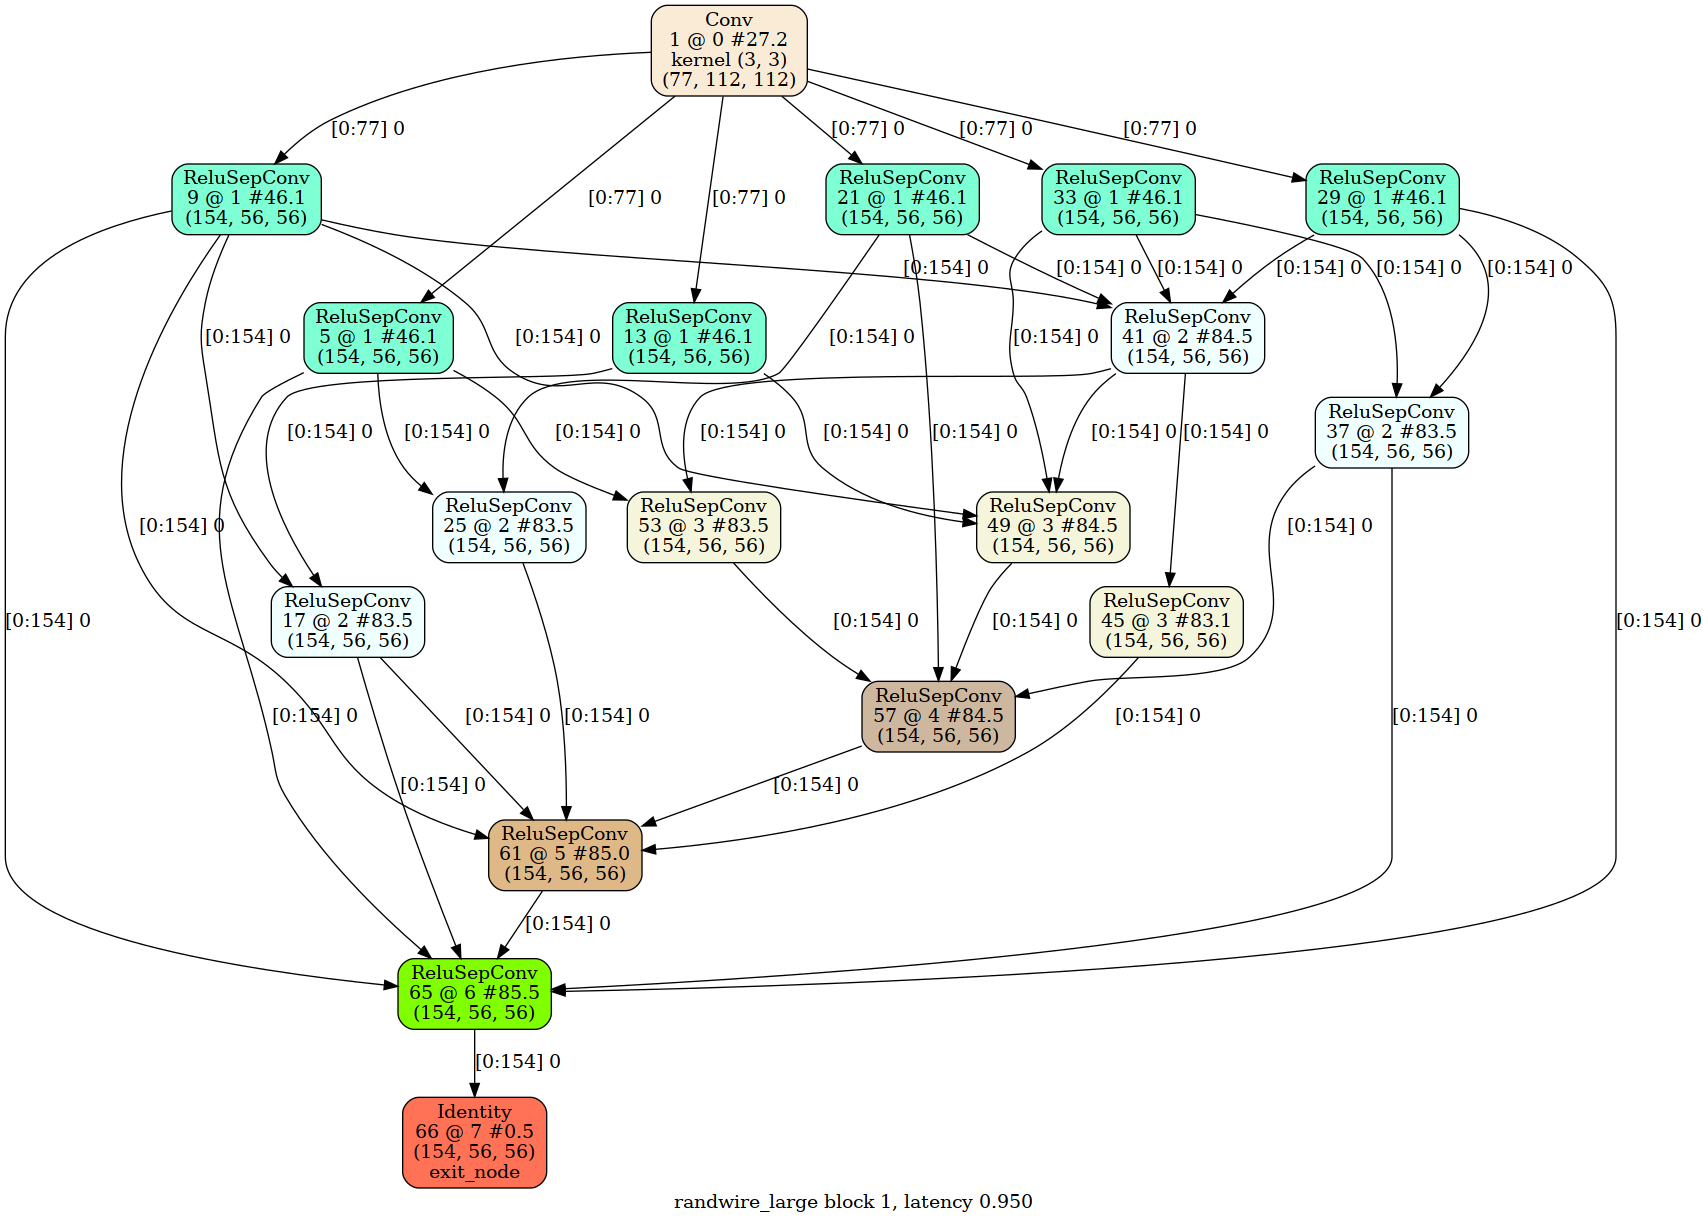 Conv
1 @ 0 #27.2
kernel (3, 3)
(77, 112, 112)
[0:77] 0
[0:77] 0
[0:77] 0
[0:77] 0
ReluSepConv
9 @ 1 #46.1
(154, 56, 56)
[0:77] 0
[0:77] 0
ReluSepConv
21 @ 1 #46.1
(154, 56, 56)
ReluSepConv
33 @ 1 #46.1
(154, 56, 56)
ReluSepConv
29 @ 1 #46.1
(154, 56, 56)
[0:154] 0
[0:154] 0
[0:154] 0
[0:154] 0
[0:154] 0
[0:154] 0
[0:154] 0
ReluSepConv
5 @ 1 #46.1
(154, 56, 56)
[0:154] 0
ReluSepConv
13 @ 1 #46.1
(154, 56, 56)
[0:154] 0
[0:154] 0
ReluSepConv
41 @ 2 #84.5
(154, 56, 56)
[0:154] 0
[0:154] 0
[0:154] 0
[0:154] 0
[0:154] 0
[0:154] 0
[0:154] 0
[0:154] 0
ReluSepConv
37 @ 2 #83.5
(154, 56, 56)
[0:154] 0
ReluSepConv
25 @ 2 #83.5
(154, 56, 56)
ReluSepConv
53 @ 3 #83.5
(154, 56, 56)
ReluSepConv
49 @ 3 #84.5
(154, 56, 56)
[0:154] 0
[0:154] 0
ReluSepConv
17 @ 2 #83.5
(154, 56, 56)
[0:154] 0
[0:154] 0
ReluSepConv
45 @ 3 #83.1
(154, 56, 56)
[0:154] 0
[0:154] 0
[0:154] 0
[0:154] 0
ReluSepConv
57 @ 4 #84.5
(154, 56, 56)
[0:154] 0
[0:154] 0
[0:154] 0
[0:154] 0
ReluSepConv
61 @ 5 #85.0
(154, 56, 56)
[0:154] 0
ReluSepConv
65 @ 6 #85.5
(154, 56, 56)
[0:154] 0
Identity
66 @ 7 #0.5
(154, 56, 56)
exit_node
randwire_large block 1, latency 0.950